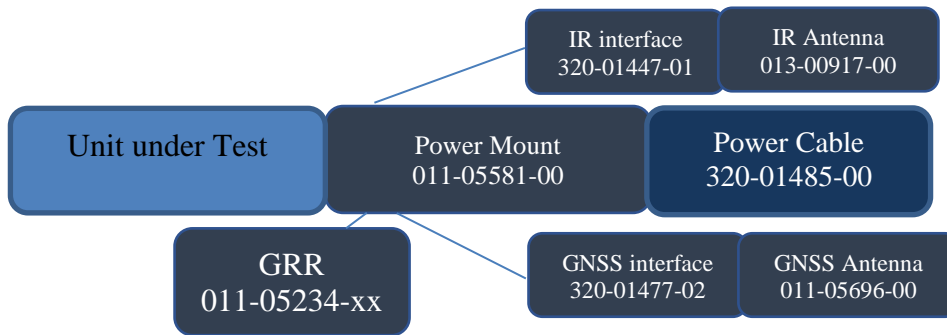 IR interface
320-01447-01
IR Antenna
013-00917-00
Unit under Test
Power Mount
011-05581-00
Power Cable
320-01485-00
GRR
011-05234-xx
GNSS interface
320-01477-02
GNSS Antenna
011-05696-00